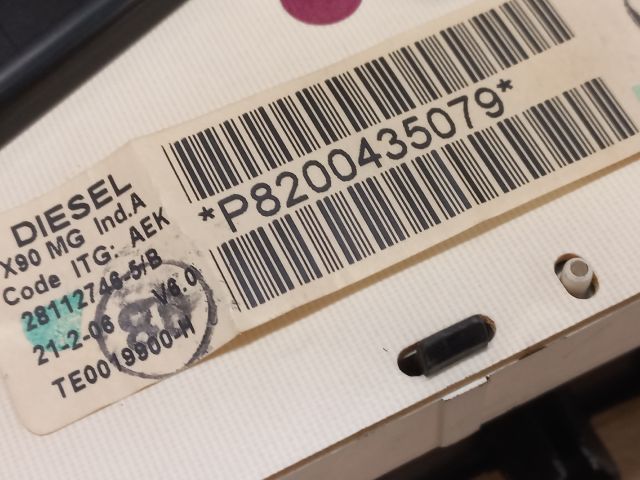 DIESEL
X90 MG Ind.A
Code ITG: AEK
28112746-5/B
21-2-06 V6.0
TE0019900-H
*P8200435079*